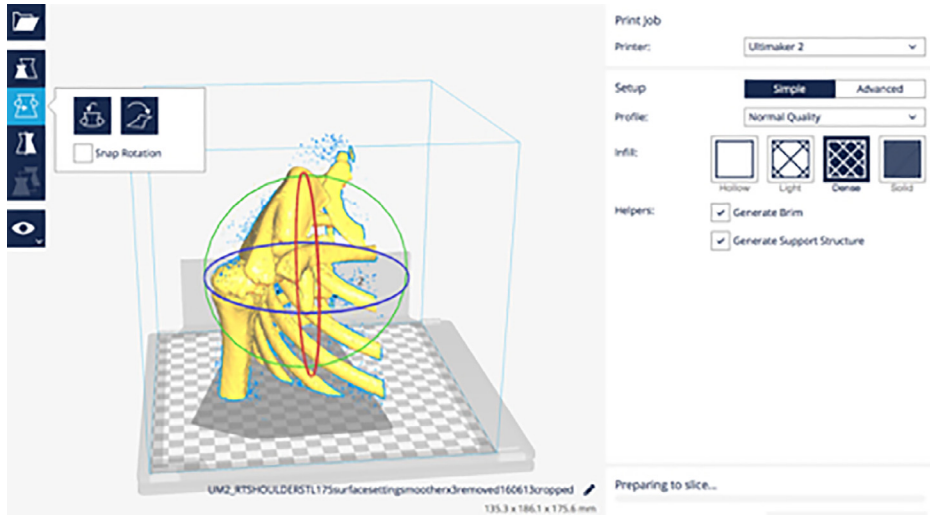 Print Job
Printer: Ultimaker 2
Setup Simple Advanced
Profile: Normal Quality
Infill:
Hollow Light Dense Solid
Helpers: Generate Brim
Generate Support Structure
Snap Rotation
UM2_RTSHOULDERSTL175surfacesettingsmootherx3removed160613cropped
135.3 x 186.1 x 175.6 mm
Preparing to slice...